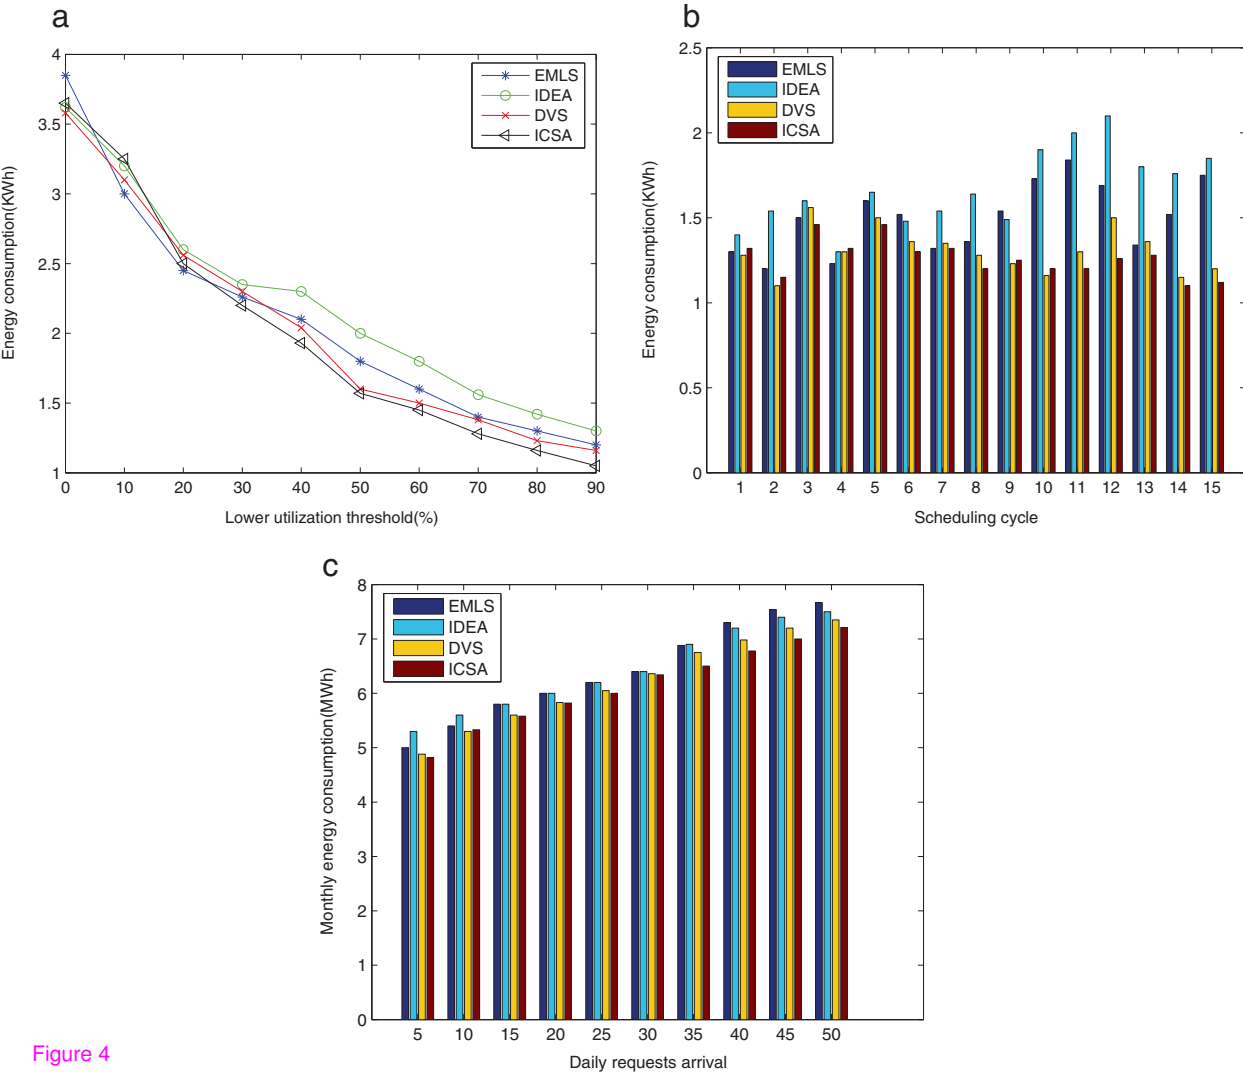 a
4
3.5
3
2.5
2
1.5
1
0 10 20 30 40 50 60 70 80 90
Energy consumption(KWh)
Lower utilization threshold(%)
EMLS
IDEA
DVS
ICSA
b
2.5
2
1.5
1
0.5
0
1 2 3 4 5 6 7 8 9 10 11 12 13 14 15
Energy consumption(KWh)
Scheduling cycle
EMLS
IDEA
DVS
ICSA
c
8
7
6
5
4
3
2
1
0
5 10 15 20 25 30 35 40 45 50
Monthly energy consumption(MWh)
Daily requests arrival
EMLS
IDEA
DVS
ICSA
Figure 4